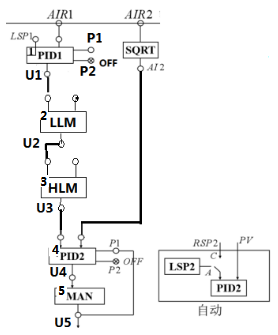 AIR1
AIR2
LSP1
P1
1
PID1
P2
OFF
SQRT
U1
AI2
2
LLM
U2
3
HLM
U3
4
PID2
P1
P2
OFF
U4
5
MAN
U5
RSP2
PV
C
LSP2
A
PID2
自动